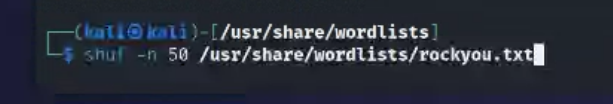 ┌──(kali㉿kali)-[/usr/share/wordlists]
└─$ shuf -n 50 /usr/share/wordlists/rockyou.txt